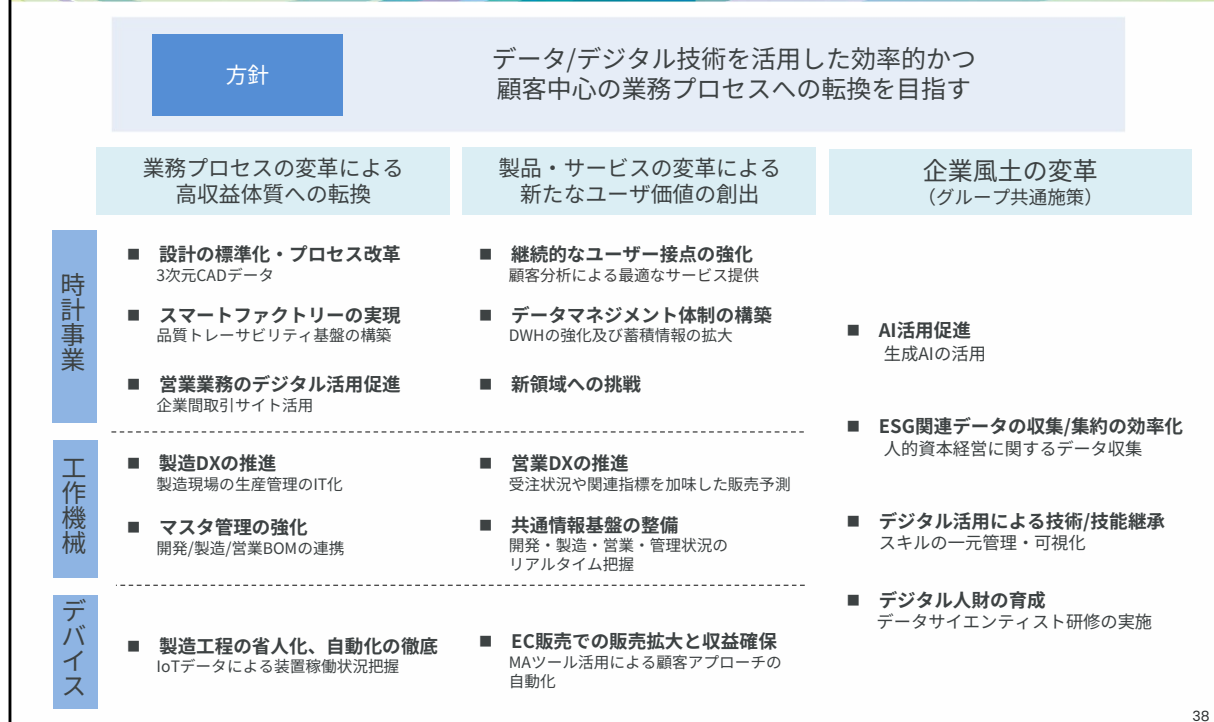 方針
データ/デジタル技術を活用した効率的かつ
顧客中心の業務プロセスへの転換を目指す
業務プロセスの変革による
高収益体質への転換
製品・サービスの変革による
新たなユーザ価値の創出
企業風土の変革
（グループ共通施策）
時計事業
■ 設計の標準化・プロセス改革
3次元CADデータ
■ スマートファクトリーの実現
品質トレーサビリティ基盤の構築
■ 営業業務のデジタル活用促進
企業間取引サイト活用
■ 継続的なユーザー接点の強化
顧客分析による最適なサービス提供
■ データマネジメント体制の構築
DWHの強化及び蓄積情報の拡大
■ 新領域への挑戦
工作機械
■ 製造DXの推進
製造現場の生産管理のIT化
■ マスタ管理の強化
開発/製造/営業BOMの連携
■ 営業DXの推進
受注状況や関連指標を加味した販売予測
■ 共通情報基盤の整備
開発・製造・営業・管理状況の
リアルタイム把握
デバイス
■ 製造工程の省人化、自動化の徹底
IoTデータによる装置稼働状況把握
■ EC販売での販売拡大と収益確保
MAツール活用による顧客アプローチの
自動化
■ AI活用促進
生成AIの活用
■ ESG関連データの収集/集約の効率化
人的資本経営に関するデータ収集
■ デジタル活用による技術/技能継承
スキルの一元管理・可視化
■ デジタル人財の育成
データサイエンティスト研修の実施
38